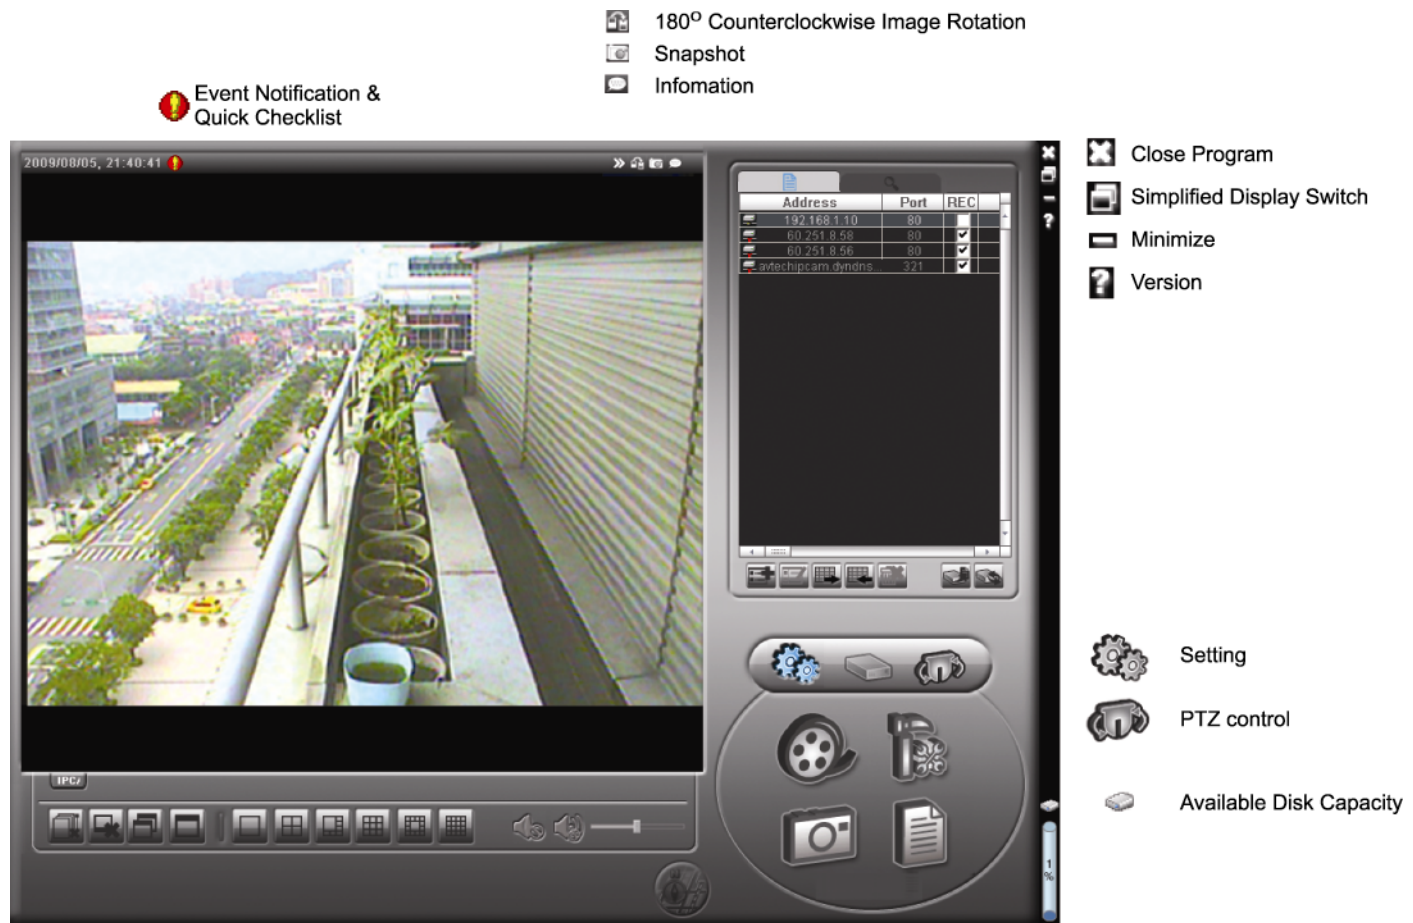 180° Counterclockwise Image Rotation
Snapshot
Infomation
Event Notification &
Quick Checklist
2009/08/05, 21:40:41
Address Port REC
192.168.1.10 80
60.251.8.58 80
60.251.8.56 80
avtechipcam.dyndns... 321
Close Program
Simplified Display Switch
Minimize
Version
Setting
PTZ control
Available Disk Capacity
1
%